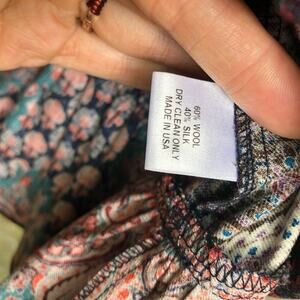 60% WOOL
40% SILK
DRY CLEAN ONLY
MADE IN USA